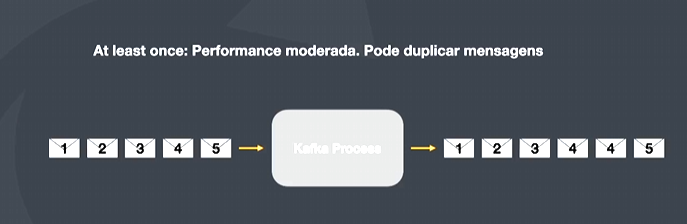 At least once: Performance moderada. Pode duplicar mensagens
1 2 3 4 5 Kafka Process 1 2 3 4 4 5